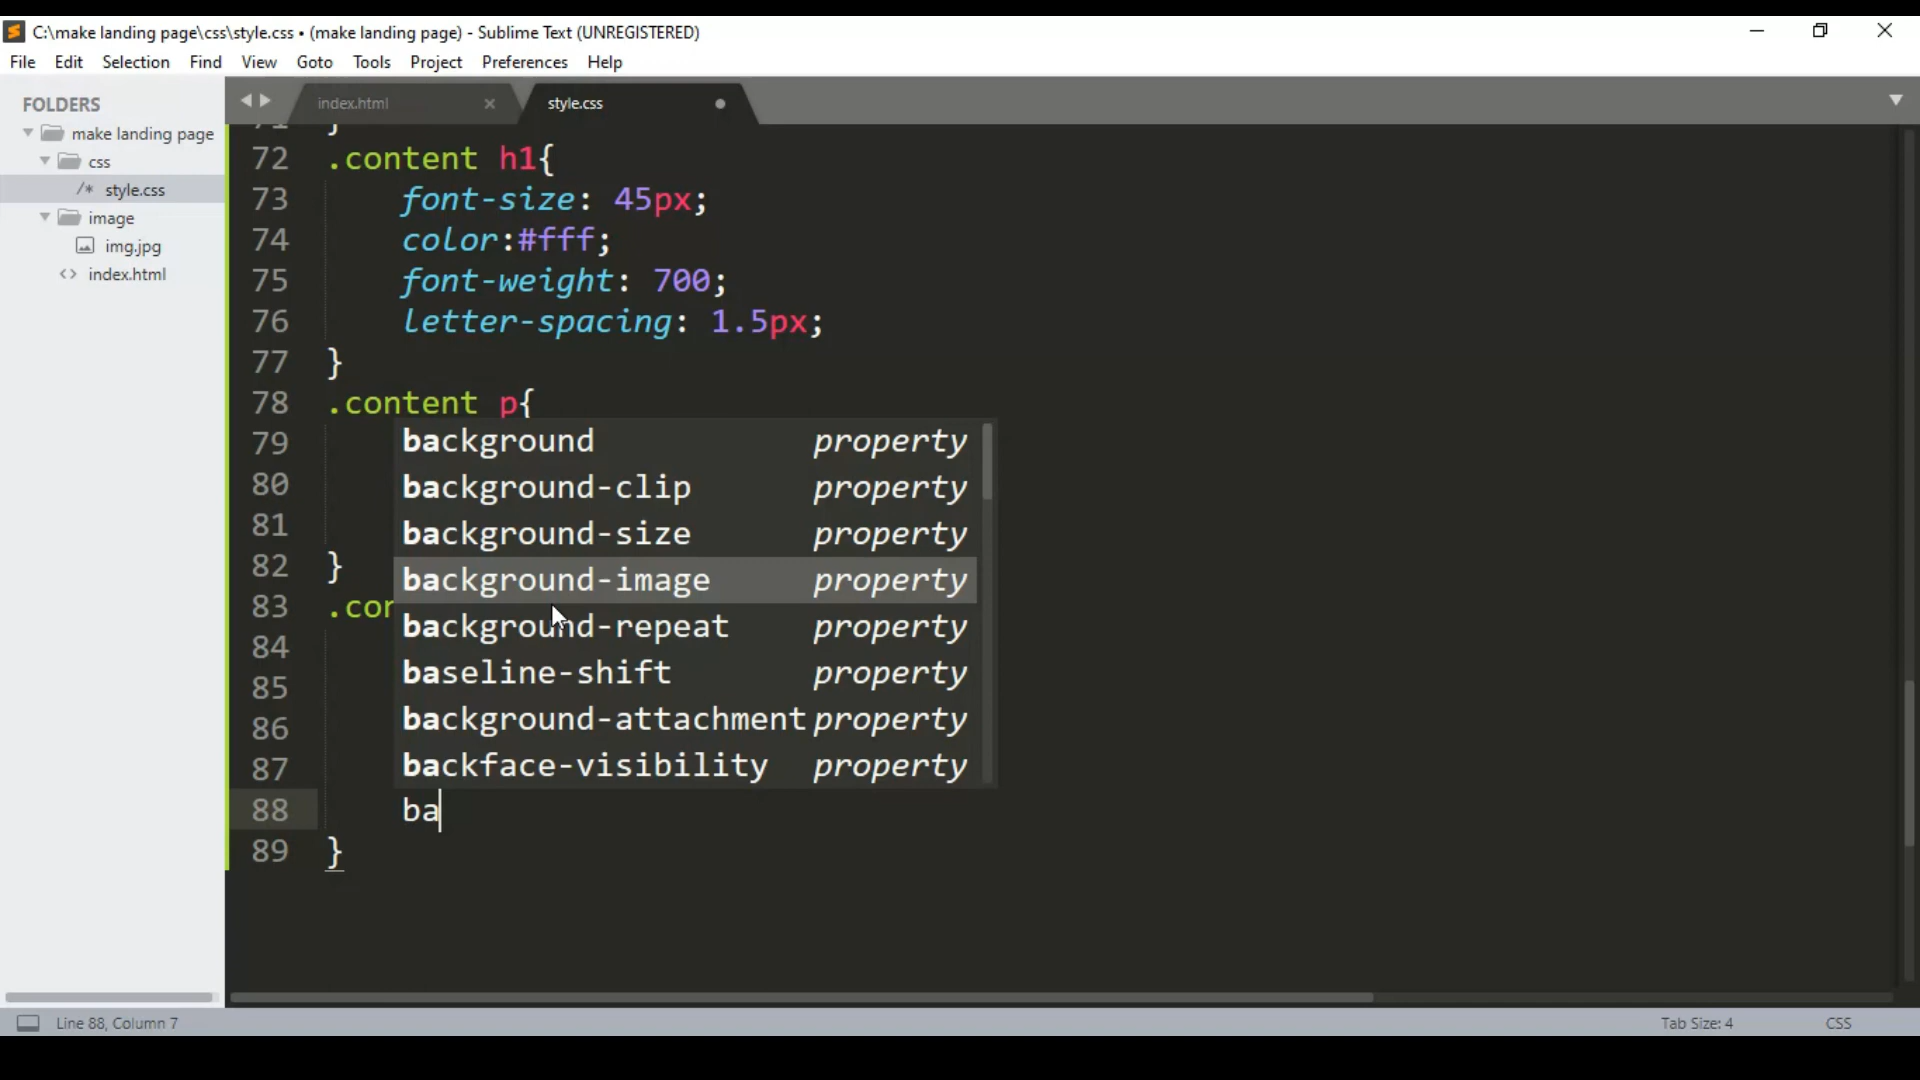 C:\make landing page\css\style.css • (make landing page) - Sublime Text (UNREGISTERED)
File Edit Selection Find View Goto Tools Project Preferences Help
FOLDERS
make landing page
css
/* style.css
image
img.jpg
<> index.html
index.html
style.css
71 }
72 .content h1{
73 font-size: 45px;
74 color:#fff;
75 font-weight: 700;
76 letter-spacing: 1.5px;
77 }
78 .content p{
79
80
81
82 }
83 .con
84
85
86
87
88 ba
89 }
background property
background-clip property
background-size property
background-image property
background-repeat property
baseline-shift property
background-attachment property
backface-visibility property
Line 88, Column 7
Tab Size: 4
CSS